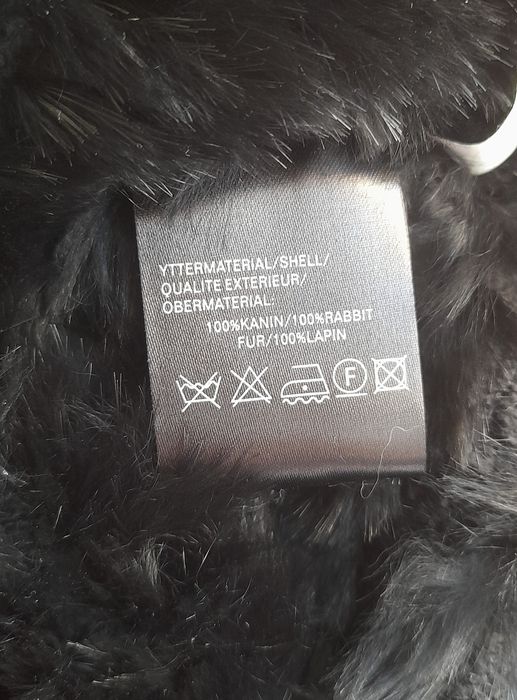 YTTERMATERIAL/SHELL/
QUALITE EXTERIEUR/
OBERMATERIAL:
100%KANIN/100%RABBIT
FUR/100%LAPIN
F